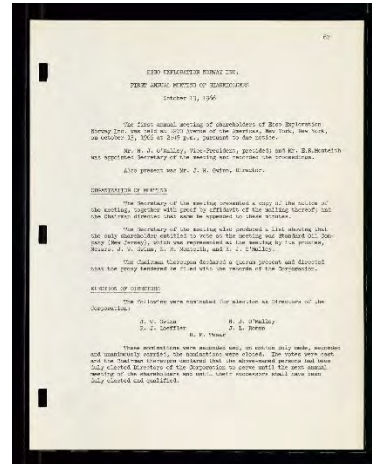 ESSO EXPLORATION NORWAY INC.
FIRST ANNUAL MEETING OF SHAREHOLDERS
October 13, 1966
The first annual meeting of shareholders of Esso Exploration
Norway Inc. was held at Avenue of the Americas, New York, New York,
on October 13, 1966 at p.m., pursuant to due notice.
Mr. H. J. O'Malley, Vice-President, presided; and Mr. E.R.Monteith
was appointed Secretary of the meeting and recorded the proceedings.
Also present was Mr. J. W. Gwinn, Director.
ORGANIZATION OF MEETING
The Secretary of the meeting presented a copy of the notice of
the meeting, together with proof by affidavit of the mailing thereof; and
the Chairman directed that same be appended to these minutes.
The Secretary of the meeting also produced a list showing that
the only shareholder entitled to vote at the meeting was Standard Oil Com-
pany (New Jersey), which was represented at the meeting by its proxies,
Messrs. J. W. Gwinn, E. R. Monteith, and H. J. O'Malley.
The Chairman thereupon declared a quorum present and directed
that the proxy tendered be filed with the records of the Corporation.
ELECTION OF DIRECTORS
The following were nominated for election as Directors of the
Corporation:
J. W. Gwinn H. J. O'Malley
R. J. Loeffler J. L.
These nominations were seconded and, on motion duly made, seconded
and unanimously carried, the nominations were closed. The votes were cast
and the Chairman thereupon declared that the above-named persons had been
duly elected Directors of the Corporation to serve until the next annual
meeting of the shareholders and until their successors shall have been
duly elected and qualified.